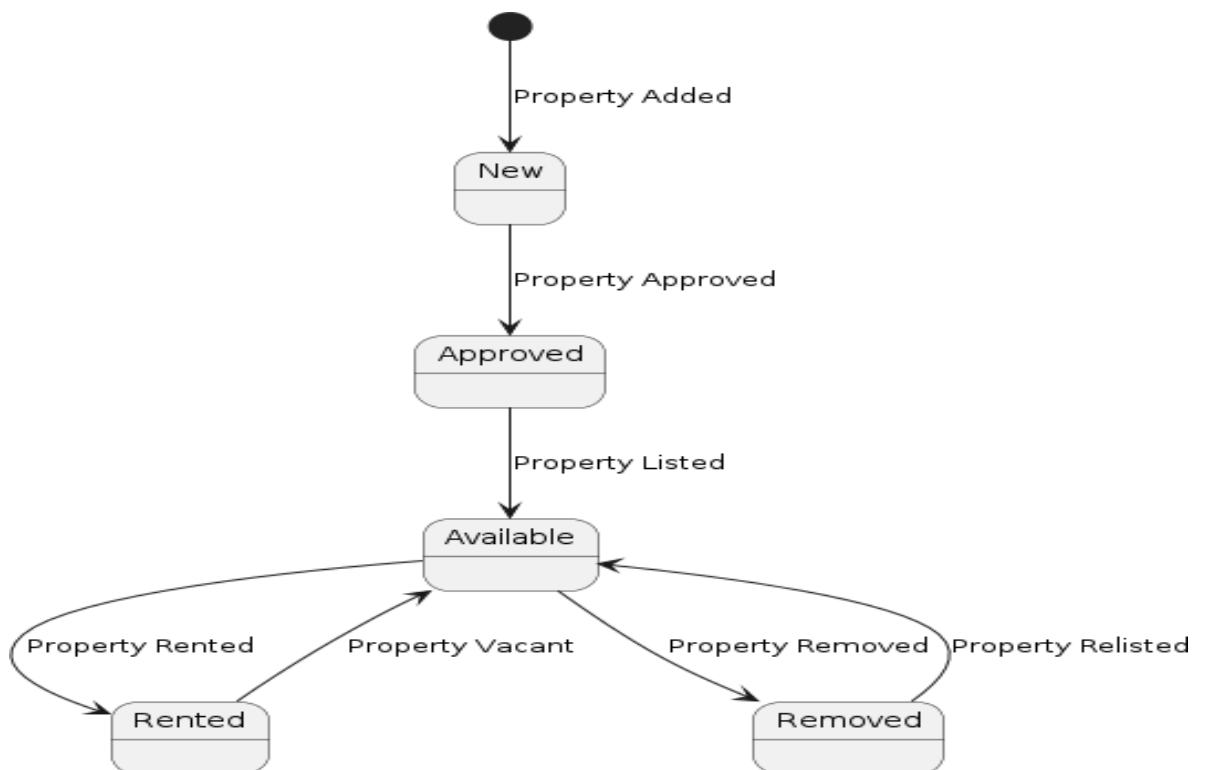 Property Added
New
Property Approved
Approved
Property Listed
Available
Property Rented
Property Vacant
Property Removed
Property Relisted
Rented
Removed